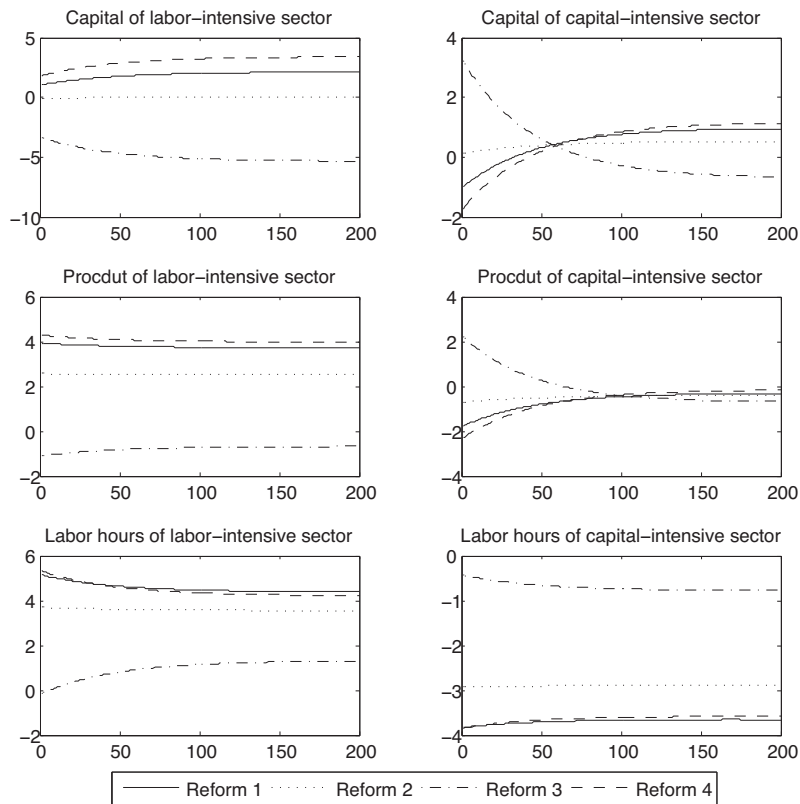 Capital of labor-intensive sector
5
0
-5
-10
0 50 100 150 200
Capital of capital-intensive sector
4
2
0
-2
0 50 100 150 200
Procdut of labor-intensive sector
6
4
2
0
-2
0 50 100 150 200
Procdut of capital-intensive sector
4
2
0
-2
-4
0 50 100 150 200
Labor hours of labor-intensive sector
6
4
2
0
-2
0 50 100 150 200
Labor hours of capital-intensive sector
-0
-1
-3
-3
-4
0 50 100 150 200
Reform 1 Reform 2 Reform 3 Reform 4